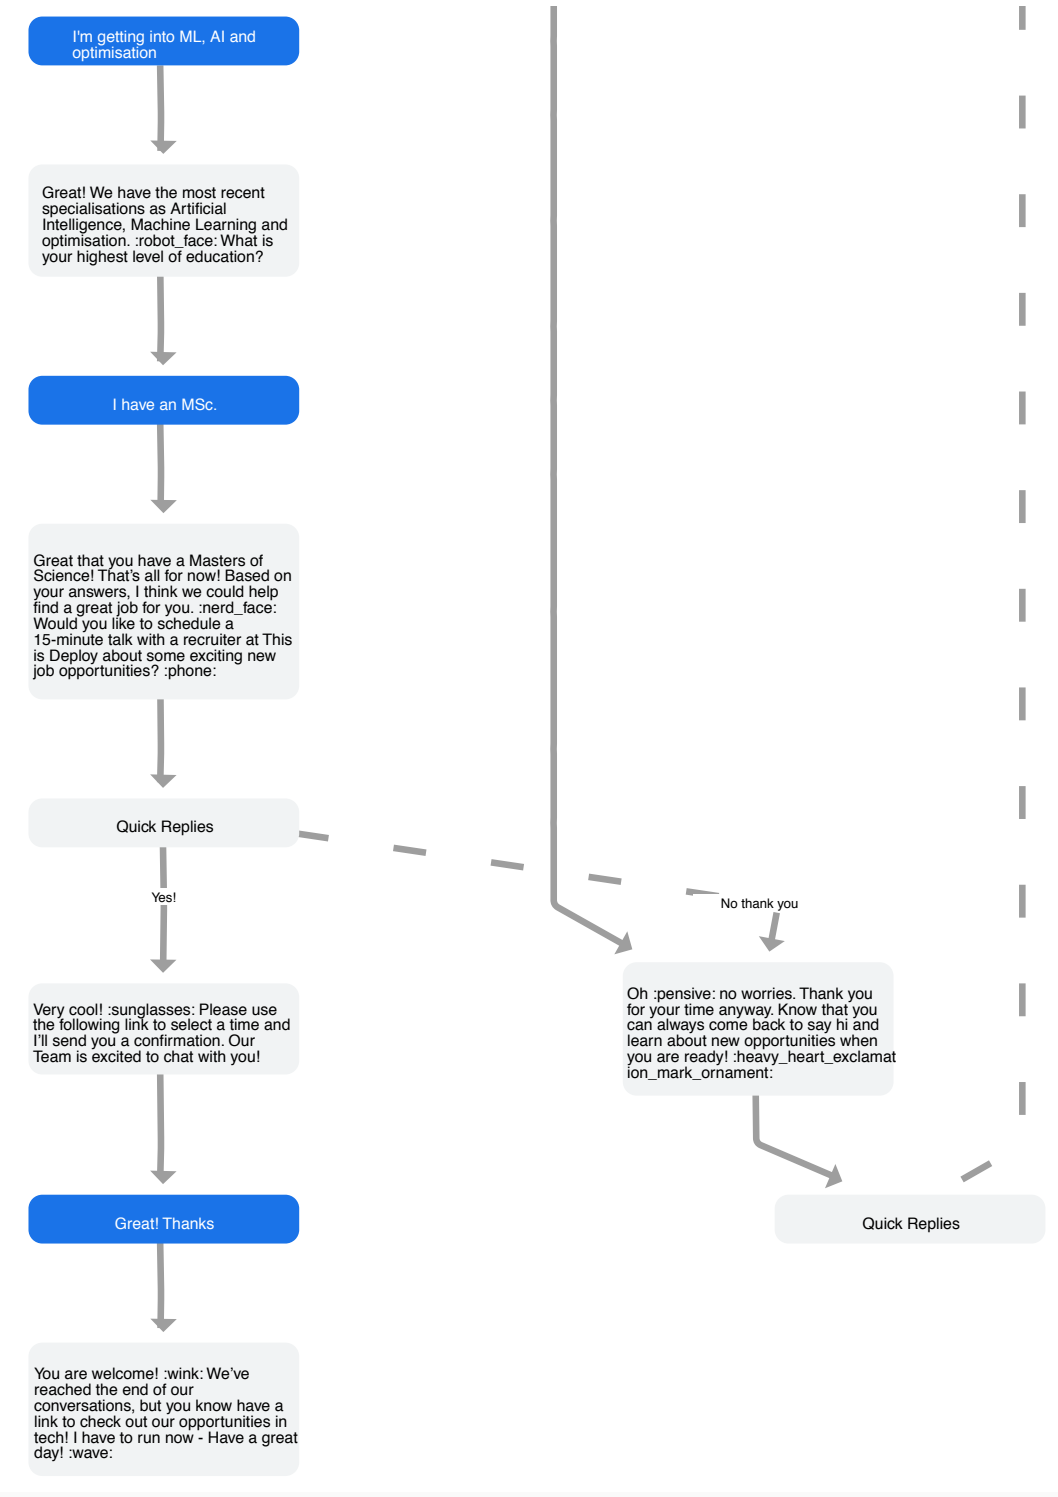 I'm getting into ML, AI and
optimisation
Great! We have the most recent
specialisations as Artificial
Intelligence, Machine Learning and
optimisation. :robot_face: What is
your highest level of education?
I have an MSc.
Great that you have a Masters of
Science! That’s all for now! Based on
your answers, I think we could help
find a great job for you. :nerd_face:
Would you like to schedule a
15-minute talk with a recruiter at This
is Deploy about some exciting new
job opportunities? :phone:
Quick Replies
Yes!
No thank you
Very cool! :sunglasses: Please use
the following link to select a time and
I’ll send you a confirmation. Our
Team is excited to chat with you!
Oh :pensive: no worries. Thank you
for your time anyway. Know that you
can always come back to say hi and
learn about new opportunities when
you are ready! :heavy_heart_exclamat
ion_mark_ornament:
Great! Thanks
Quick Replies
You are welcome! :wink: We’ve
reached the end of our
conversations, but you know have a
link to check out our opportunities in
tech! I have to run now - Have a great
day! :wave: